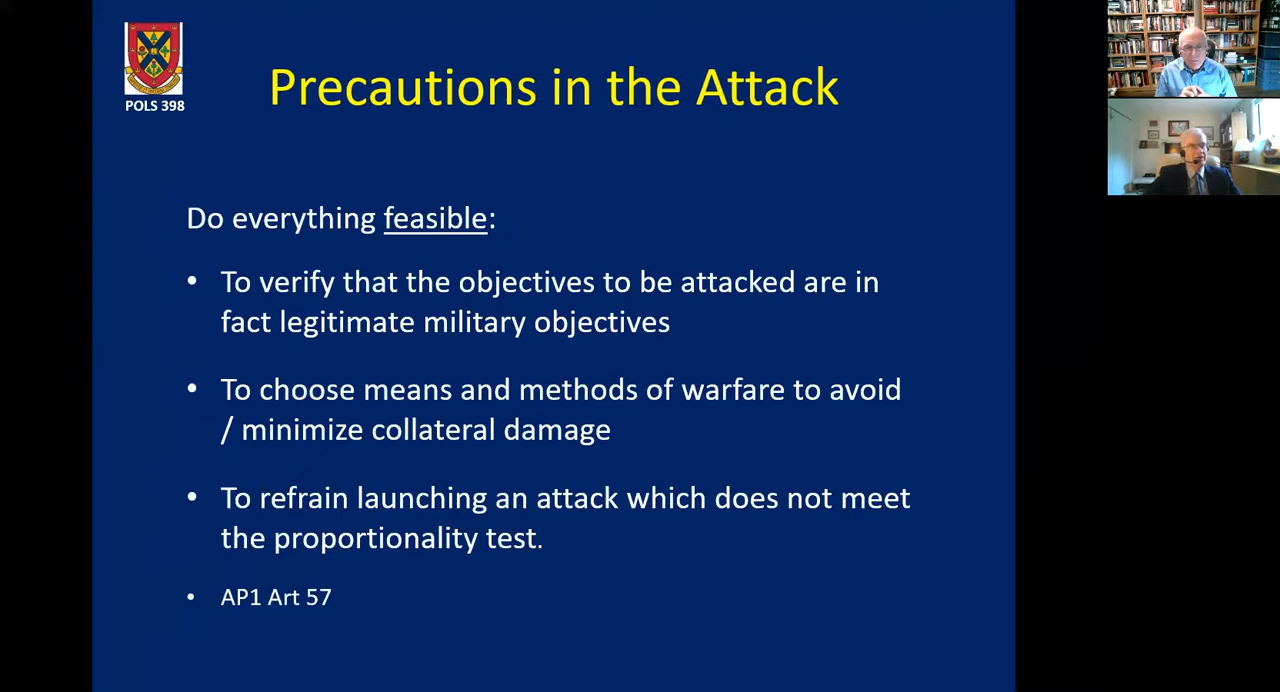 POLS 398
Precautions in the Attack
Do everything feasible:
• To verify that the objectives to be attacked are in
fact legitimate military objectives
• To choose means and methods of warfare to avoid
/ minimize collateral damage
• To refrain launching an attack which does not meet
the proportionality test.
• AP1 Art 57